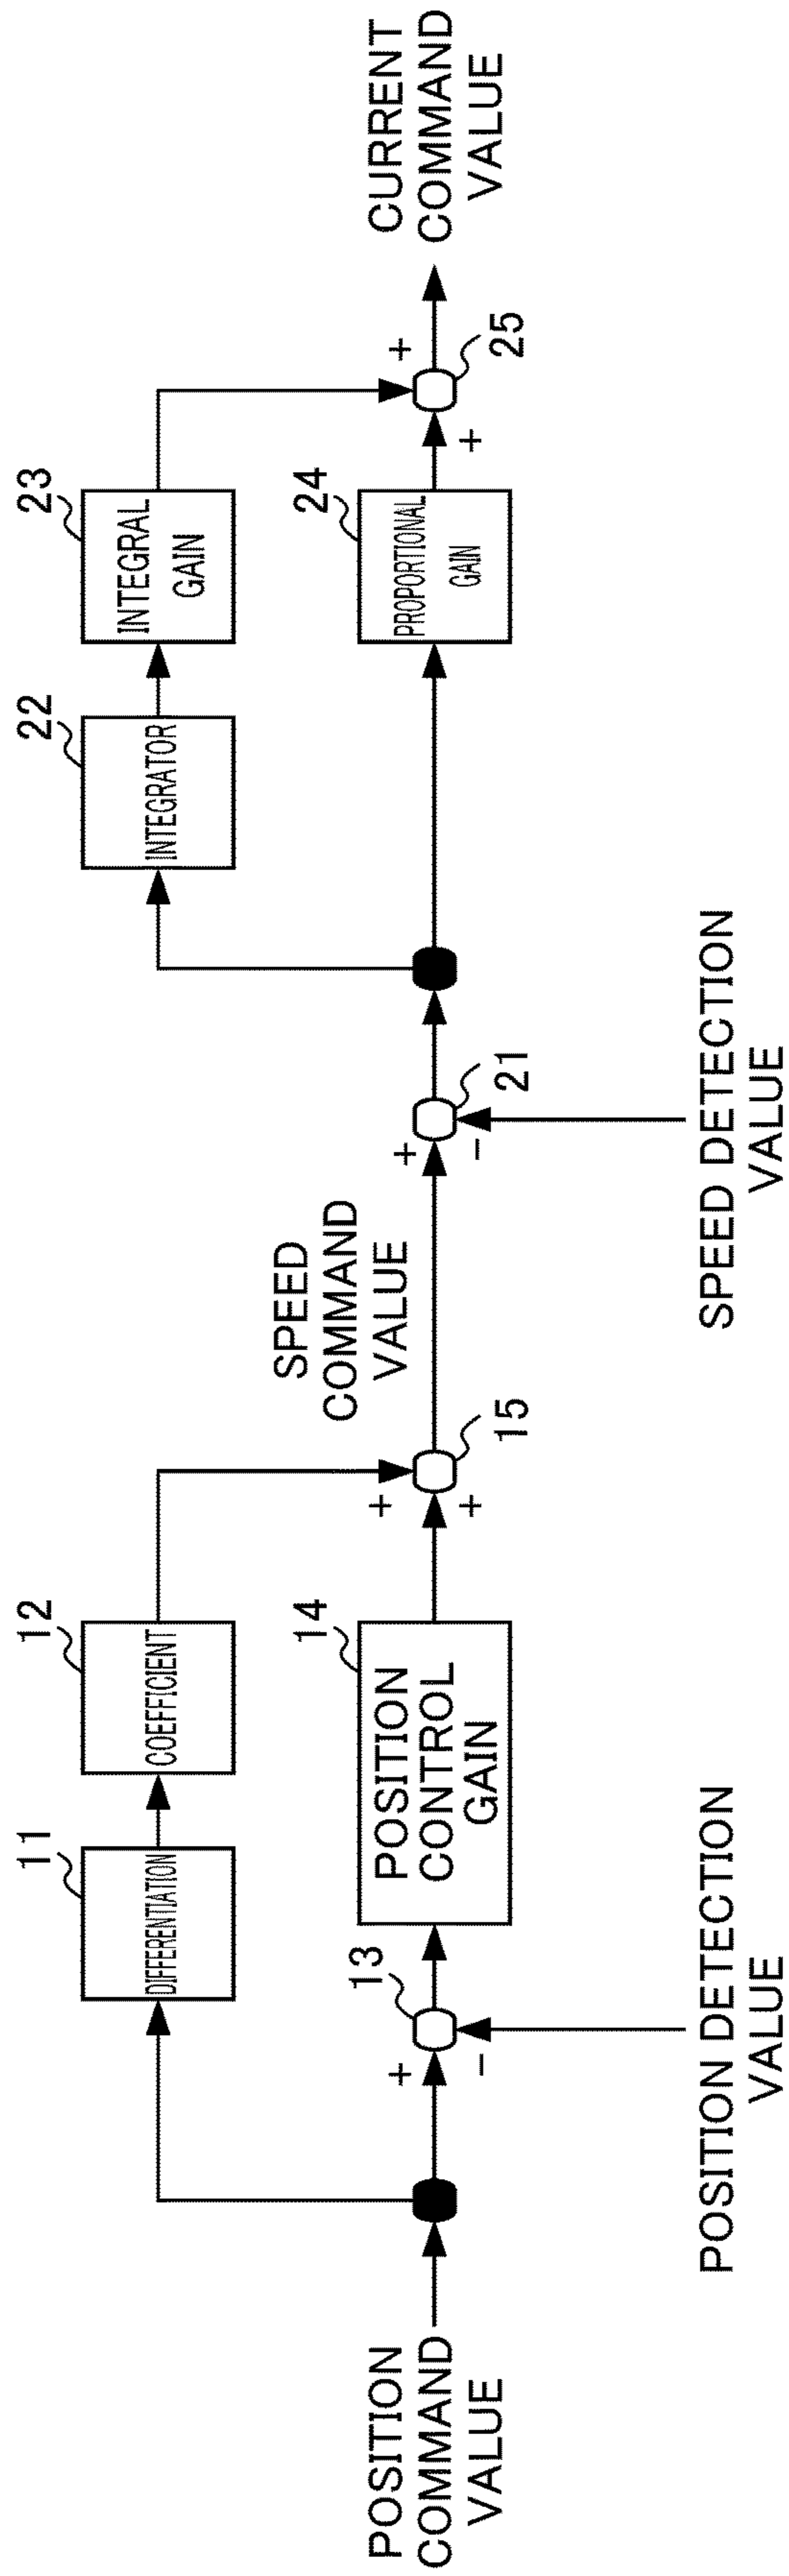 POSITION
COMMAND
VALUE
11
DIFFERENTIATION
12
COEFFICIENT
13
+
-
POSITION DETECTION
VALUE
14
POSITION
CONTROL
GAIN
+
+
15
SPEED
COMMAND
VALUE
+
-
21
SPEED DETECTION
VALUE
22
INTEGRATOR
23
INTEGRAL
GAIN
24
PROPORTIONAL
GAIN
+
+
25
CURRENT
COMMAND
VALUE